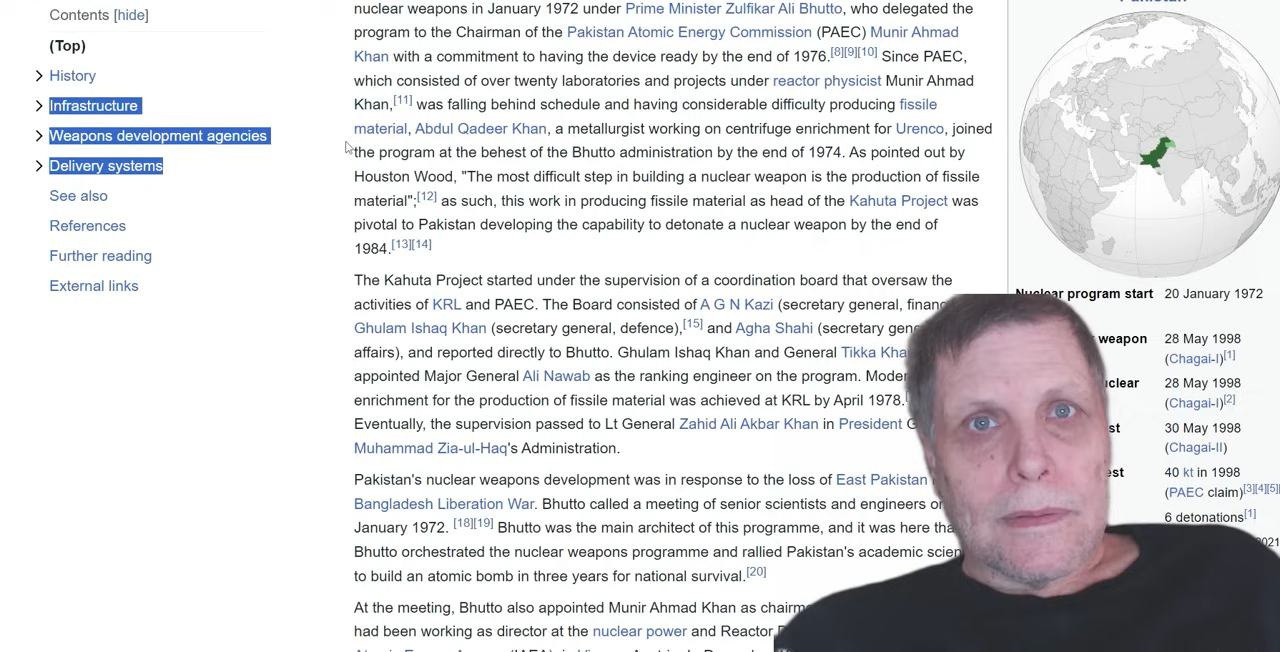 Contents [hide]
(Top)
History
Infrastructure
Weapons development agencies
Delivery systems
See also
References
Further reading
External links
nuclear weapons in January 1972 under Prime Minister Zulfikar Ali Bhutto, who delegated the
program to the Chairman of the Pakistan Atomic Energy Commission (PAEC) Munir Ahmad
Khan with a commitment to having the device ready by the end of 1976.[8][9][10] Since PAEC,
which consisted of over twenty laboratories and projects under reactor physicist Munir Ahmad
Khan,[11] was falling behind schedule and having considerable difficulty producing fissile
material, Abdul Qadeer Khan, a metallurgist working on centrifuge enrichment for Urenco, joined
the program at the behest of the Bhutto administration by the end of 1974. As pointed out by
Houston Wood, "The most difficult step in building a nuclear weapon is the production of fissile
material";[12] as such, this work in producing fissile material as head of the Kahuta Project was
pivotal to Pakistan developing the capability to detonate a nuclear weapon by the end of
1984.[13][14]
The Kahuta Project started under the supervision of a coordination board that oversaw the
activities of KRL and PAEC. The Board consisted of A G N Kazi (secretary general, financ
Ghulam Ishaq Khan (secretary general, defence),[15] and Agha Shahi (secretary gene
affairs), and reported directly to Bhutto. Ghulam Ishaq Khan and General Tikka Kha
appointed Major General Ali Nawab as the ranking engineer on the program. Moder
enrichment for the production of fissile material was achieved at KRL by April 1978.
Eventually, the supervision passed to Lt General Zahid Ali Akbar Khan in President G
Muhammad Zia-ul-Haq's Administration.
Pakistan's nuclear weapons development was in response to the loss of East Pakistan
Bangladesh Liberation War. Bhutto called a meeting of senior scientists and engineers on
January 1972. [18][19] Bhutto was the main architect of this programme, and it was here tha
Bhutto orchestrated the nuclear weapons programme and rallied Pakistan's academic scien
to build an atomic bomb in three years for national survival.[20]
At the meeting, Bhutto also appointed Munir Ahmad Khan as chairm
had been working as director at the nuclear power and Reactor
Nuclear program start 20 January 1972
weapon 28 May 1998
(Chagai-I)[1]
clear 28 May 1998
(Chagai-I)[2]
st 30 May 1998
(Chagai-II)
est 40 kt in 1998
(PAEC claim)[3][4][5]
6 detonations[1]